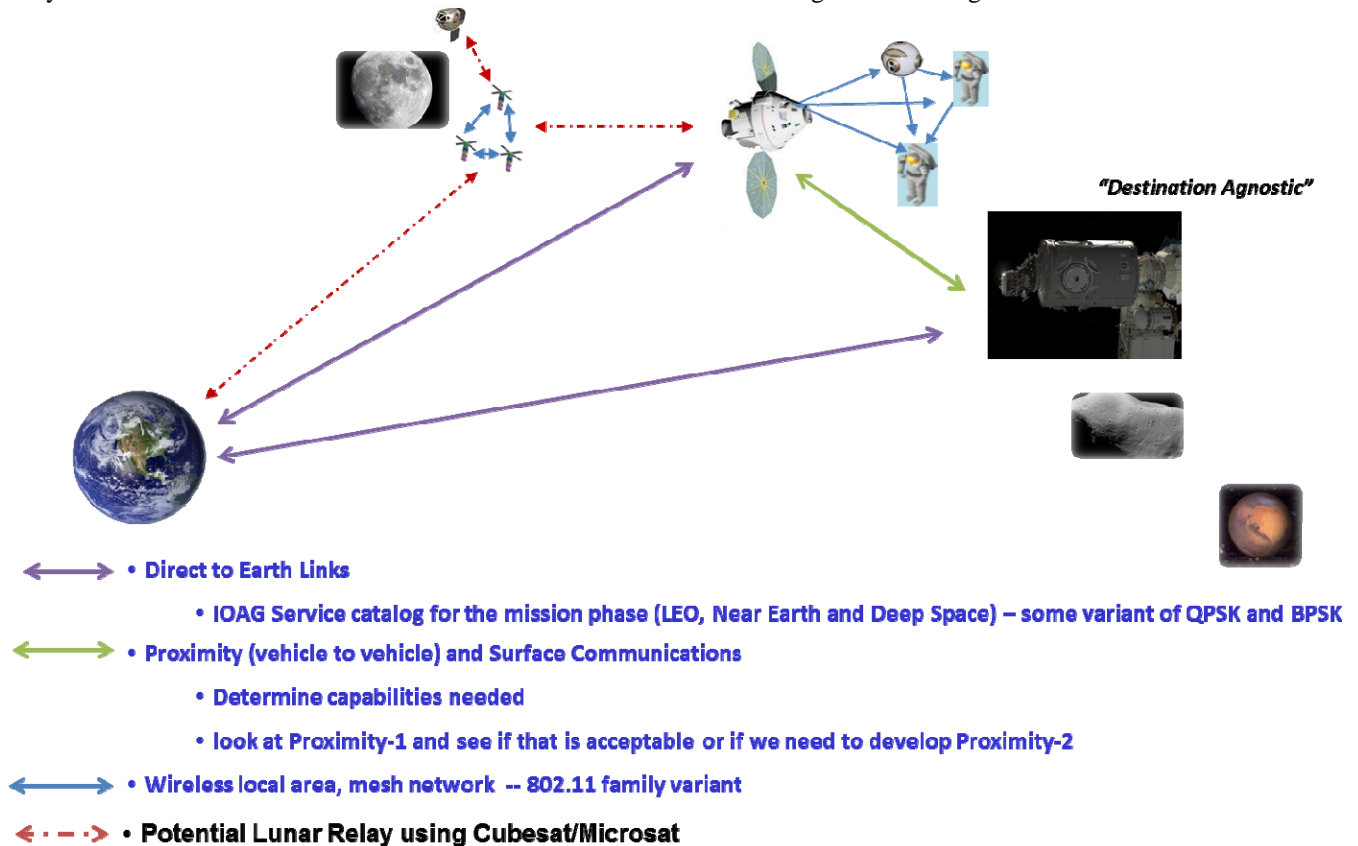 “Destination Agnostic”
• Direct to Earth Links
• IOAG Service catalog for the mission phase (LEO, Near Earth and Deep Space) – some variant of QPSK and BPSK
• Proximity (vehicle to vehicle) and Surface Communications
• Determine capabilities needed
• look at Proximity-1 and see if that is acceptable or if we need to develop Proximity-2
• Wireless local area, mesh network -- 802.11 family variant
• Potential Lunar Relay using Cubesat/Microsat